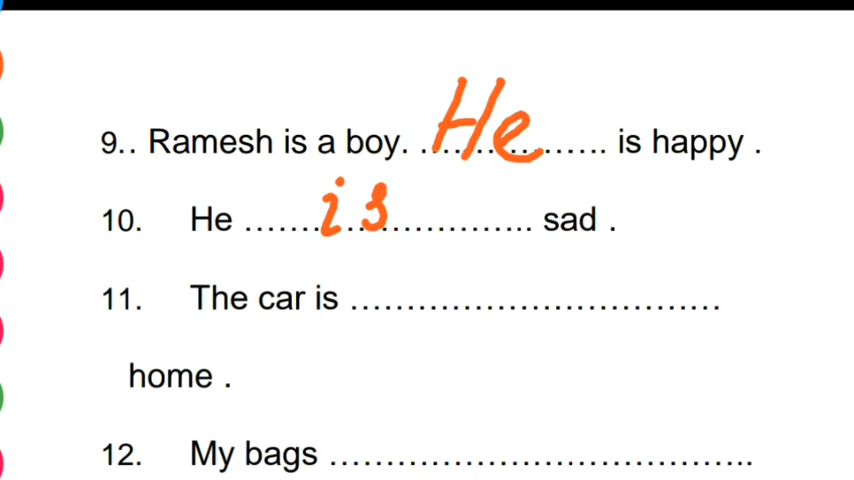 9.. Ramesh is a boy. ......He......... is happy .
10. He .......is.............. sad .
11. The car is ....................................
home .
12. My bags ........................................